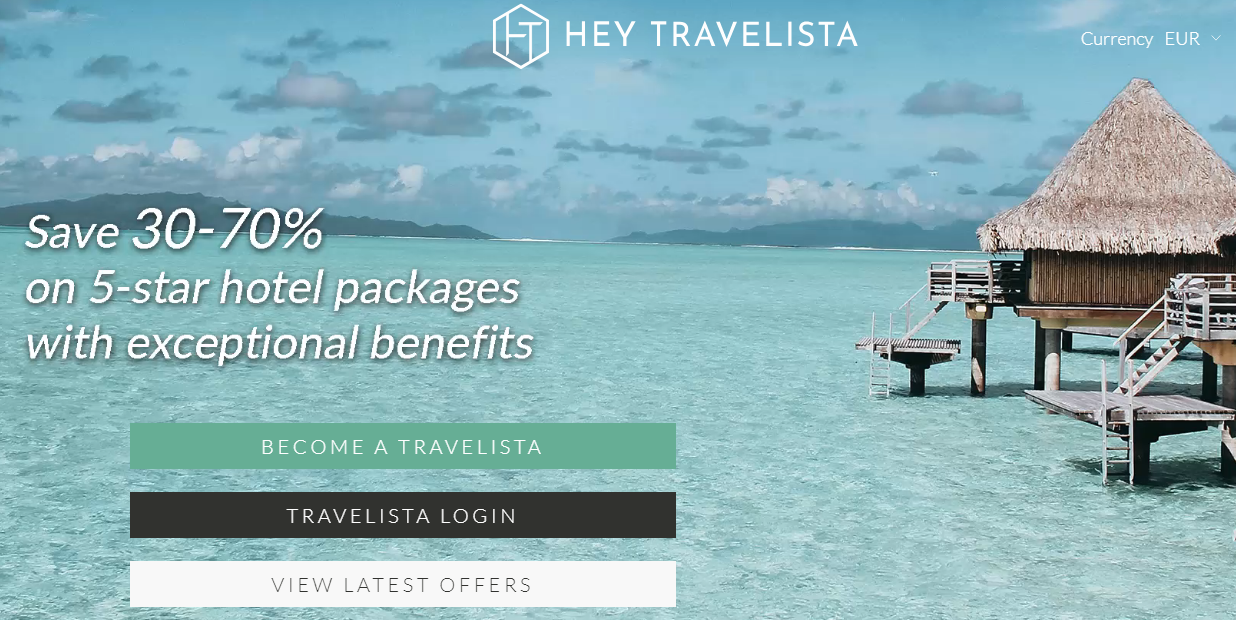 HT HEY TRAVELISTA
Currency EUR
Save 30-70%
on 5-star hotel packages
with exceptional benefits
BECOME A TRAVELISTA
TRAVELISTA LOGIN
VIEW LATEST OFFERS